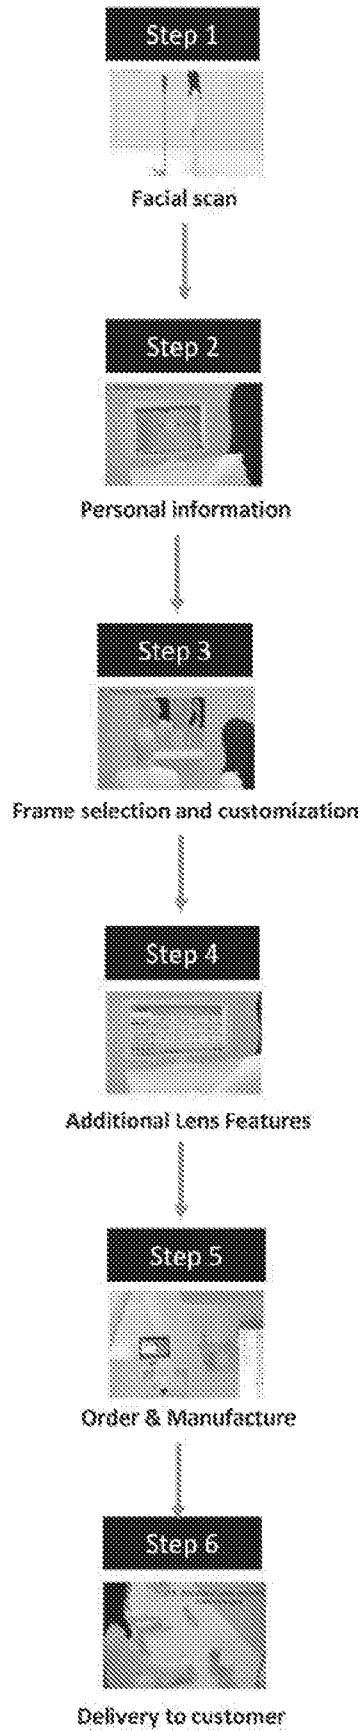 Step 1
Facial scan
Step 2
Personal information
Step 3
Frame selection and customization
Step 4
Additional Lens Features
Step 5
Order & Manufacture
Step 6
Delivery to customer